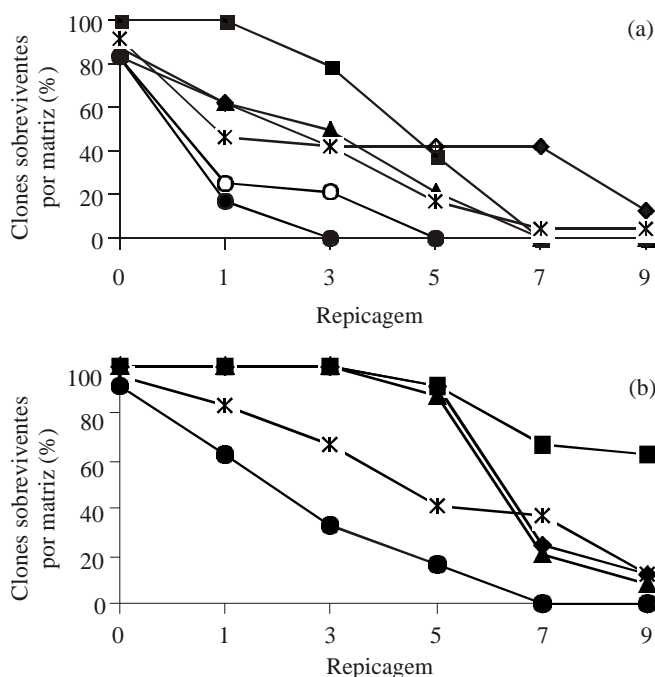 (a)
Clones sobreviventes
por matriz (%)
100
80
60
40
20
0
0 1 3 5 7 9
Repicagem
(b)
Clones sobreviventes
por matriz (%)
100
80
60
40
20
0
0 1 3 5 7 9
Repicagem